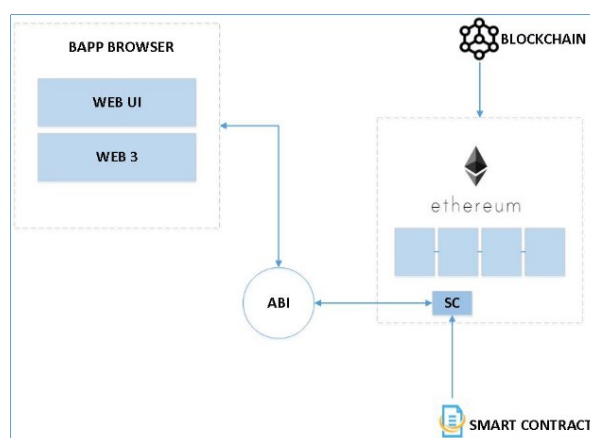 BAPP BROWSER
WEB UI
WEB 3
BLOCKCHAIN
ethereum
ABI
SC
SMART CONTRACT